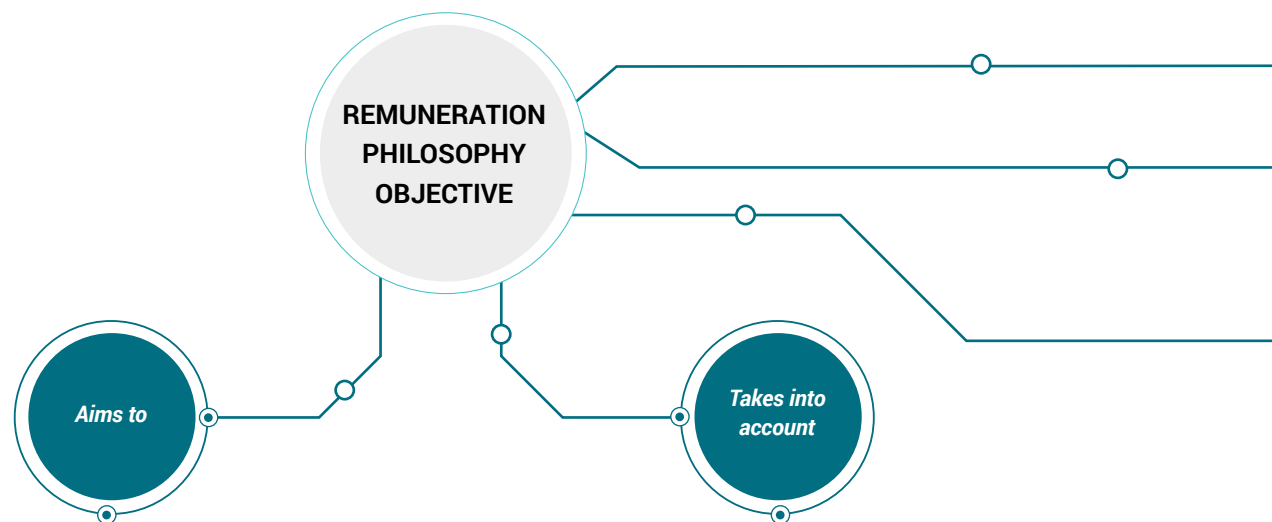 REMUNERATION
PHILOSOPHY
OBJECTIVE
Aims to
Takes into
account